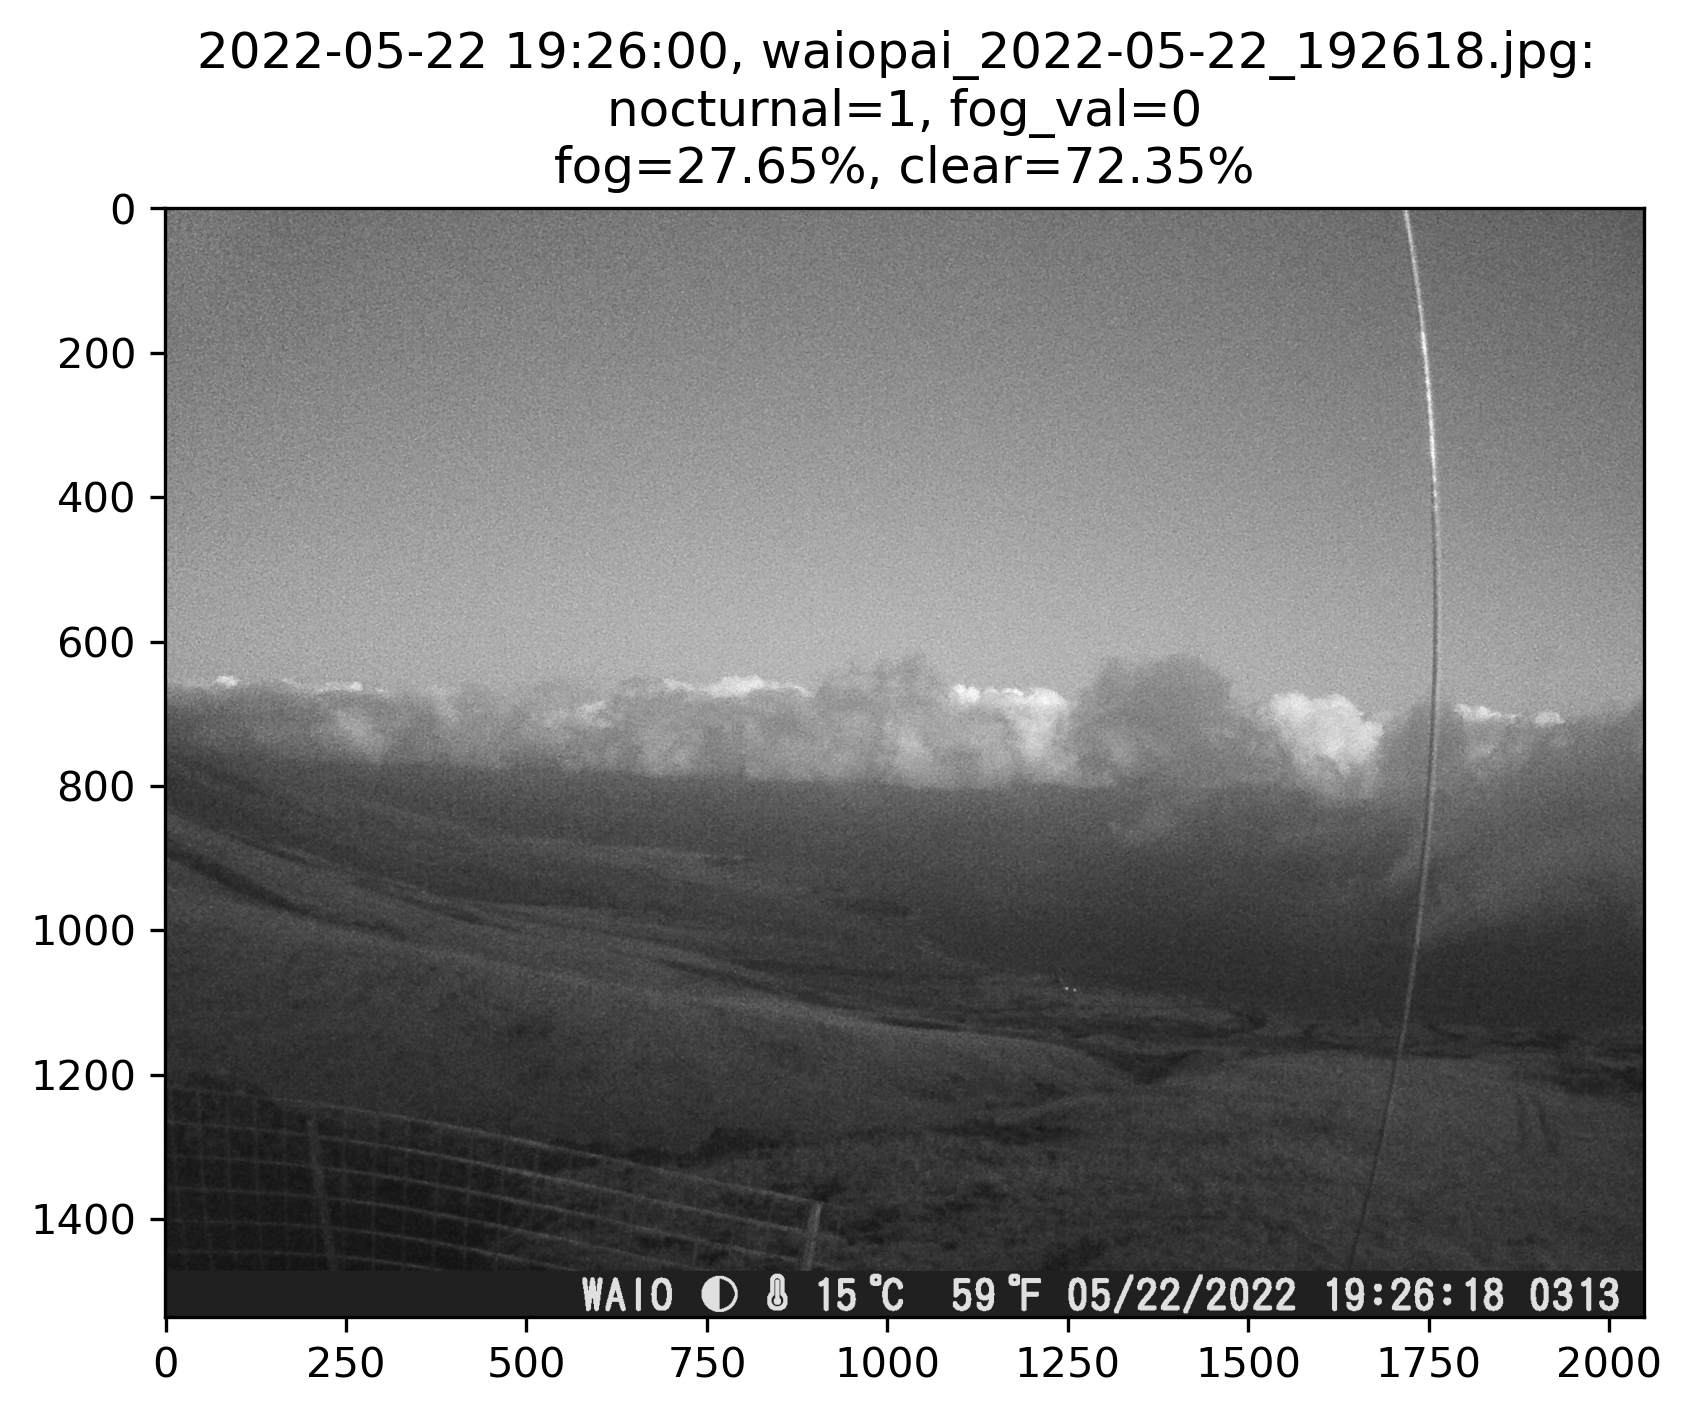 2022-05-22 19:26:00, waiopai_2022-05-22_192618.jpg:
nocturnal=1, fog_val=0
fog=27.65%, clear=72.35%
0
200
400
600
800
1000
1200
1400
WAIO 15°C 59°F 05/22/2022 19:26:18 0313
0 250 500 750 1000 1250 1500 1750 2000